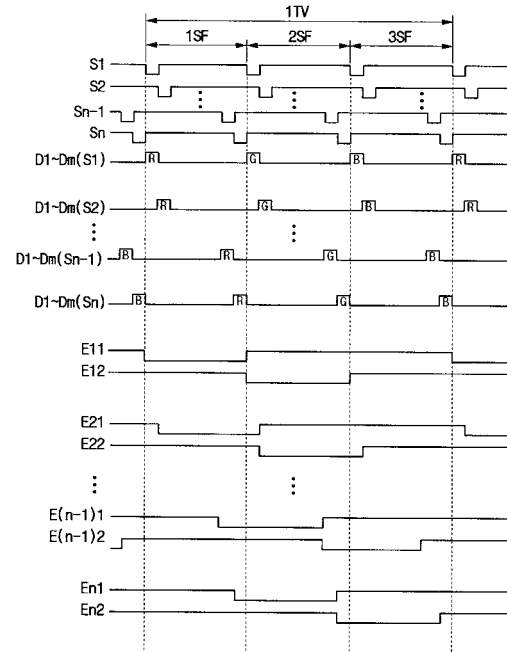 1TV
1SF 2SF 3SF
S1
S2
Sn-1
Sn
D1~Dm(S1) R G B R
D1~Dm(S2) R G B R
D1~Dm(Sn-1) B R G B
D1~Dm(Sn) B R G B
E11
E12
E21
E22
E(n-1)1
E(n-1)2
En1
En2